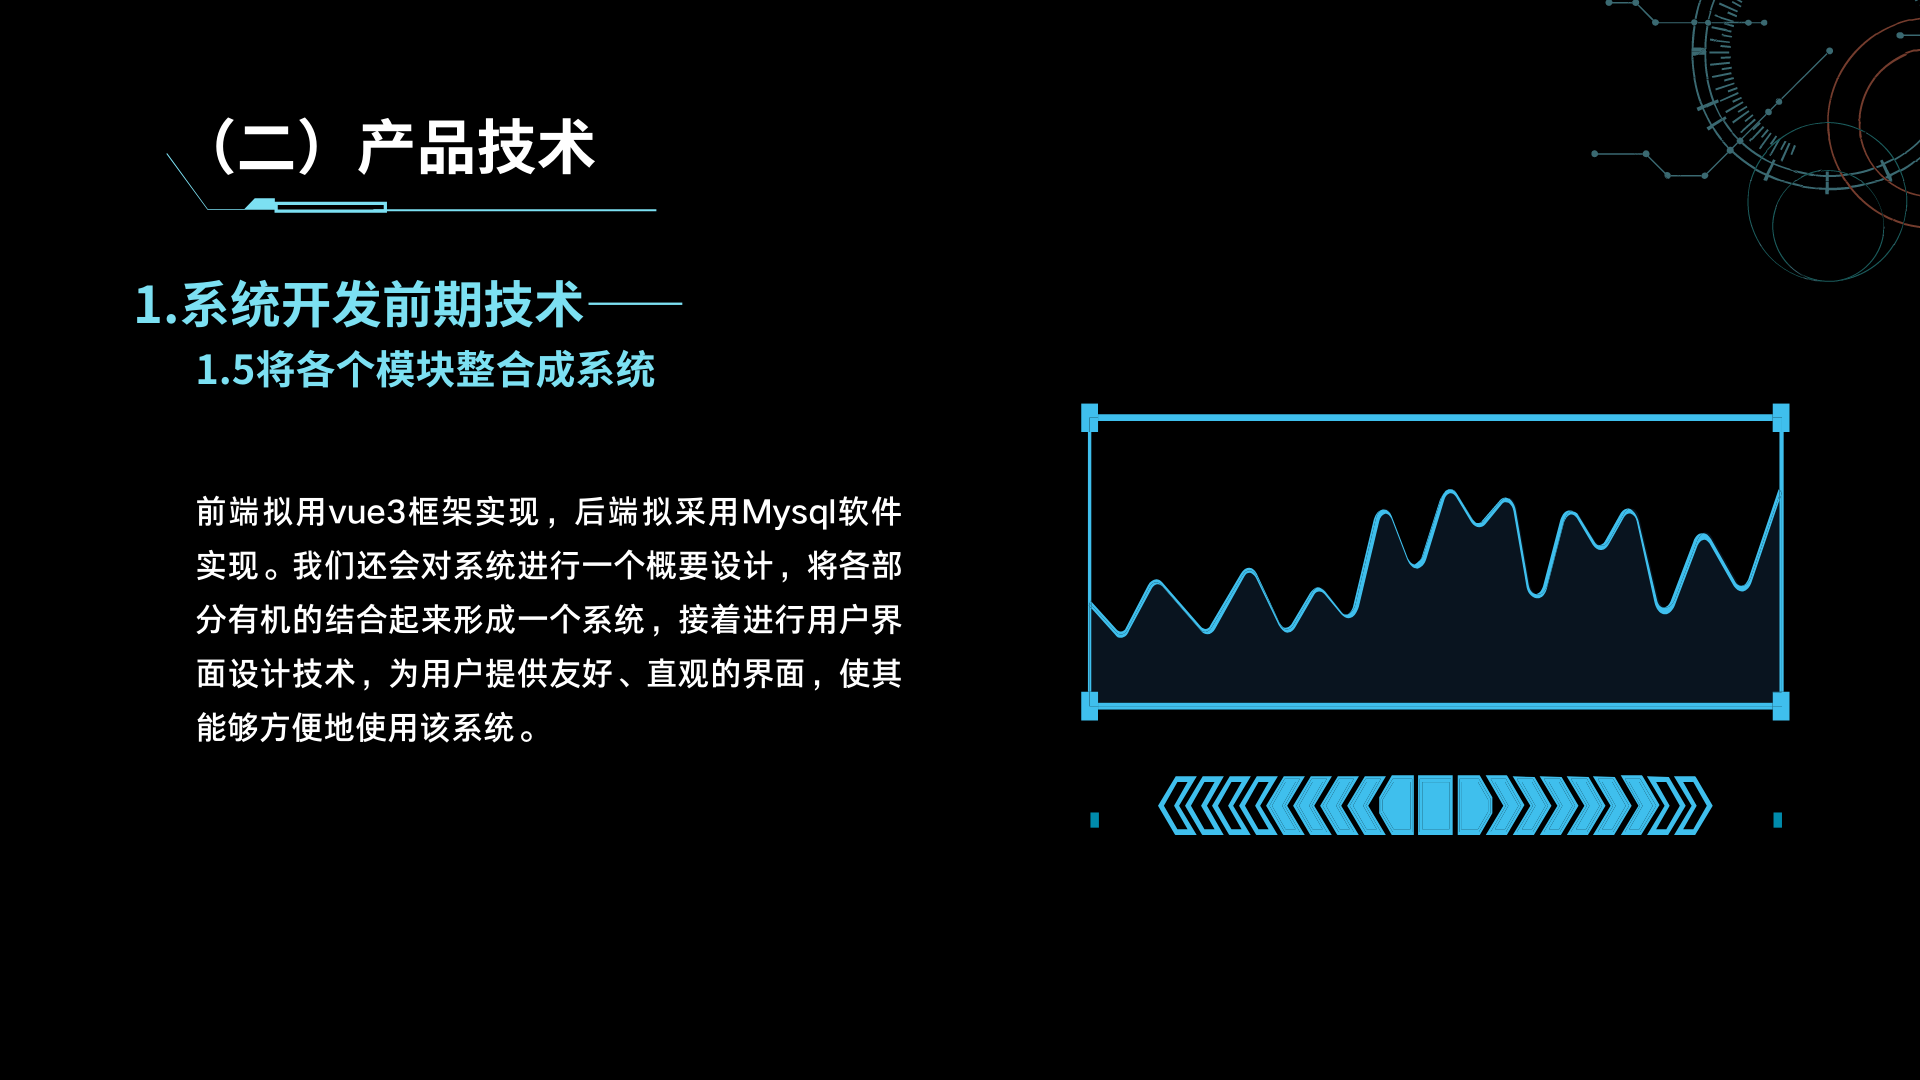 （二）产品技术
1.系统开发前期技术——
1.5将各个模块整合成系统
前端拟用vue3框架实现，后端拟采用Mysql软件
实现。我们还会对系统进行一个概要设计，将各部
分有机的结合起来形成一个系统，接着进行用户界
面设计技术，为用户提供友好、直观的界面，使其
能够方便地使用该系统。